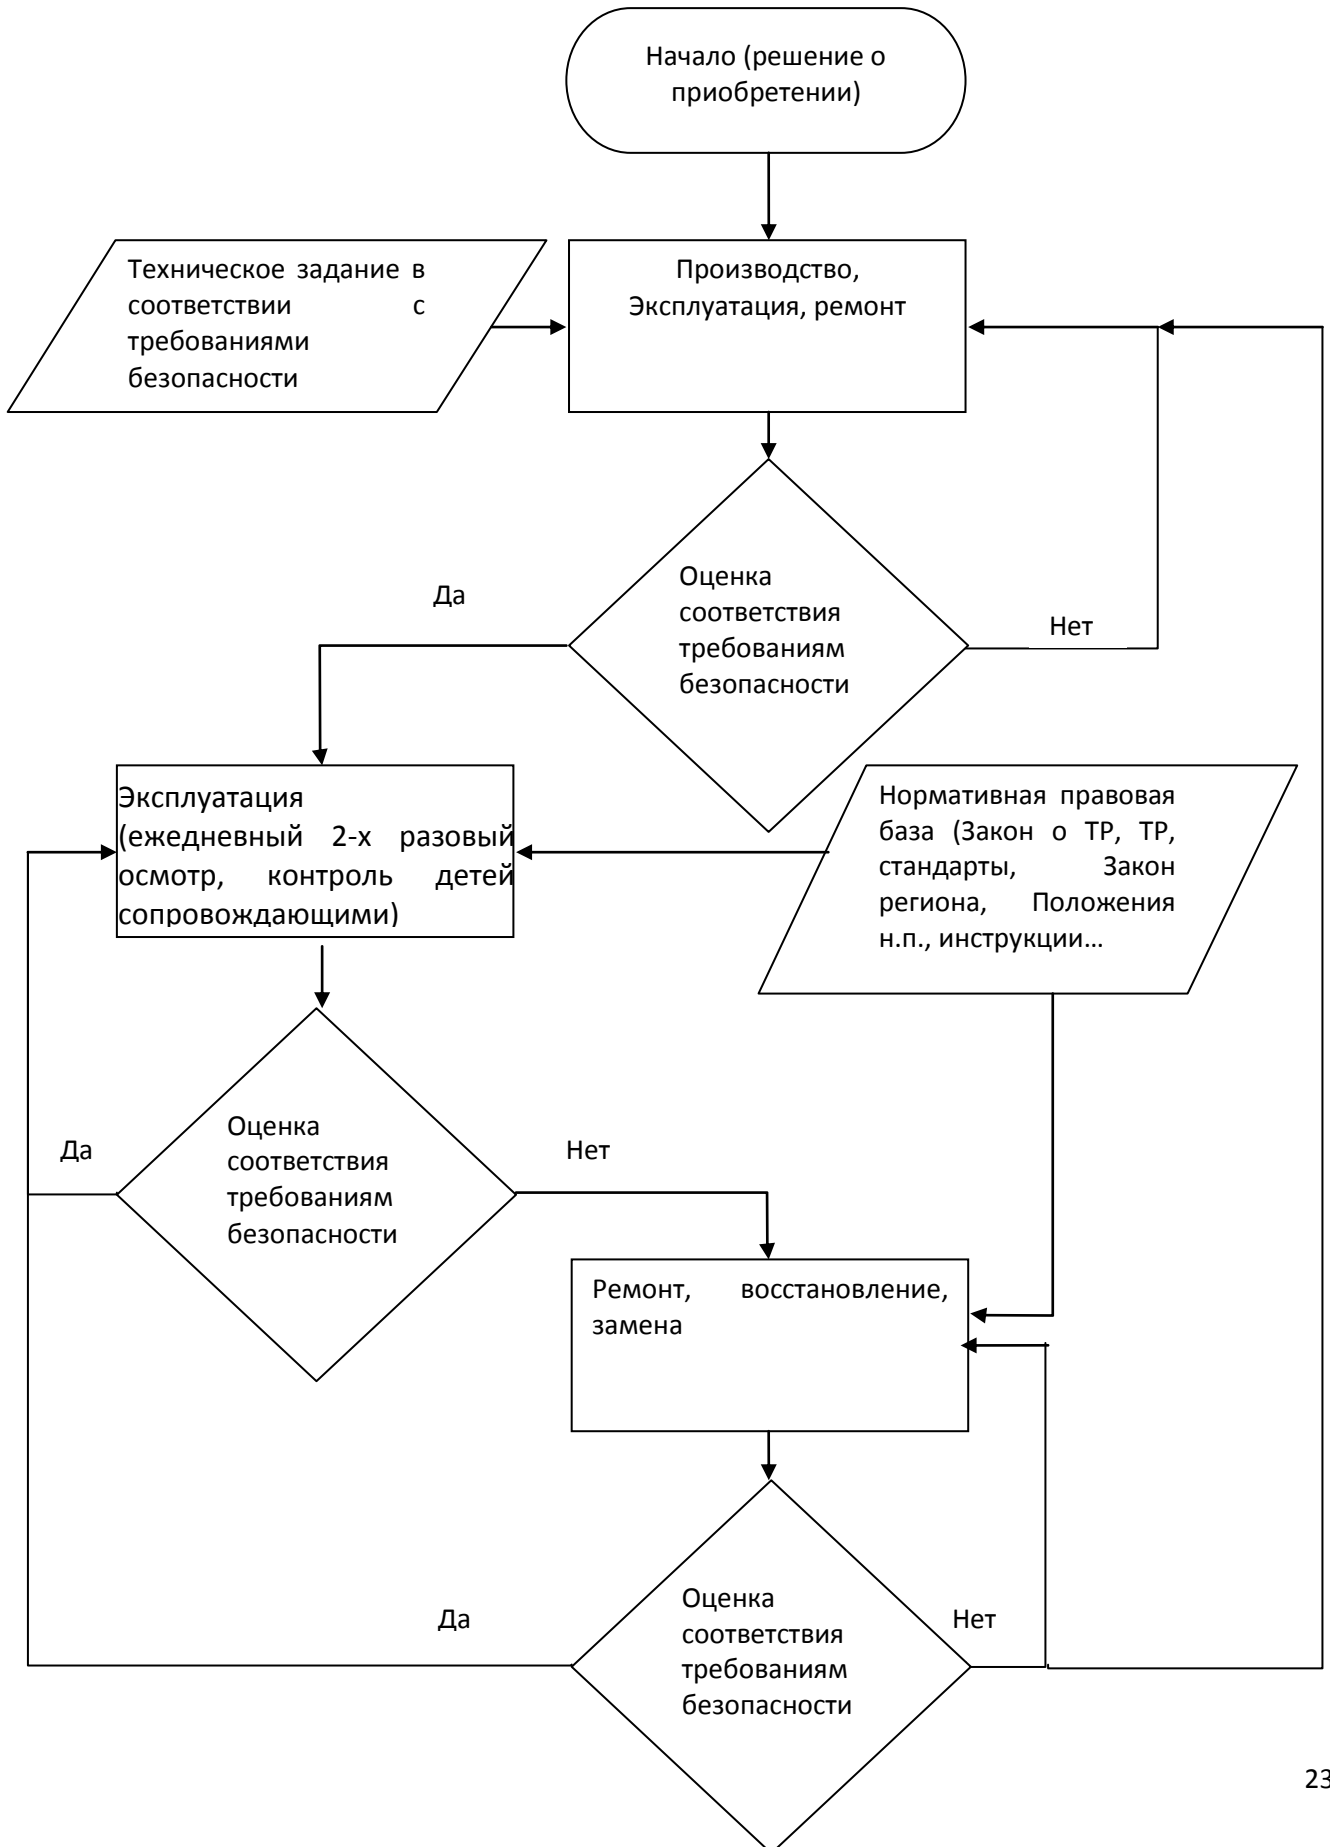 Начало (решение о
приобретении)
Техническое задание в
соответствии с
требованиями
безопасности
Производство,
Эксплуатация, ремонт
Оценка
соответствия
требованиям
безопасности
Да
Нет
Эксплуатация
(ежедневный 2-х разовый
осмотр, контроль детей
сопровождающими)
Нормативная правовая
база (Закон о ТР, ТР,
стандарты, Закон
региона, Положения
н.п., инструкции...
Оценка
соответствия
требованиям
безопасности
Да
Нет
Ремонт, восстановление,
замена
Оценка
соответствия
требованиям
безопасности
Да
Нет
23